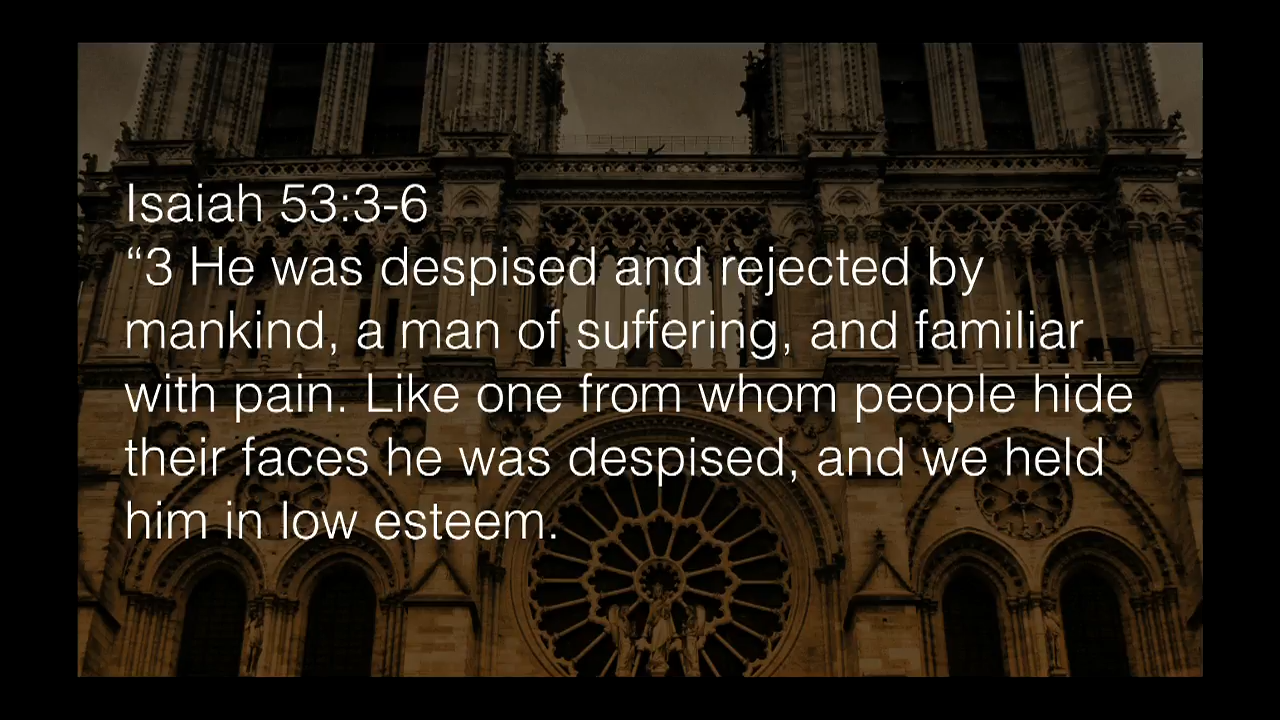 Isaiah 53:3-6
“3 He was despised and rejected by
mankind, a man of suffering, and familiar
with pain. Like one from whom people hide
their faces he was despised, and we held
him in low esteem.